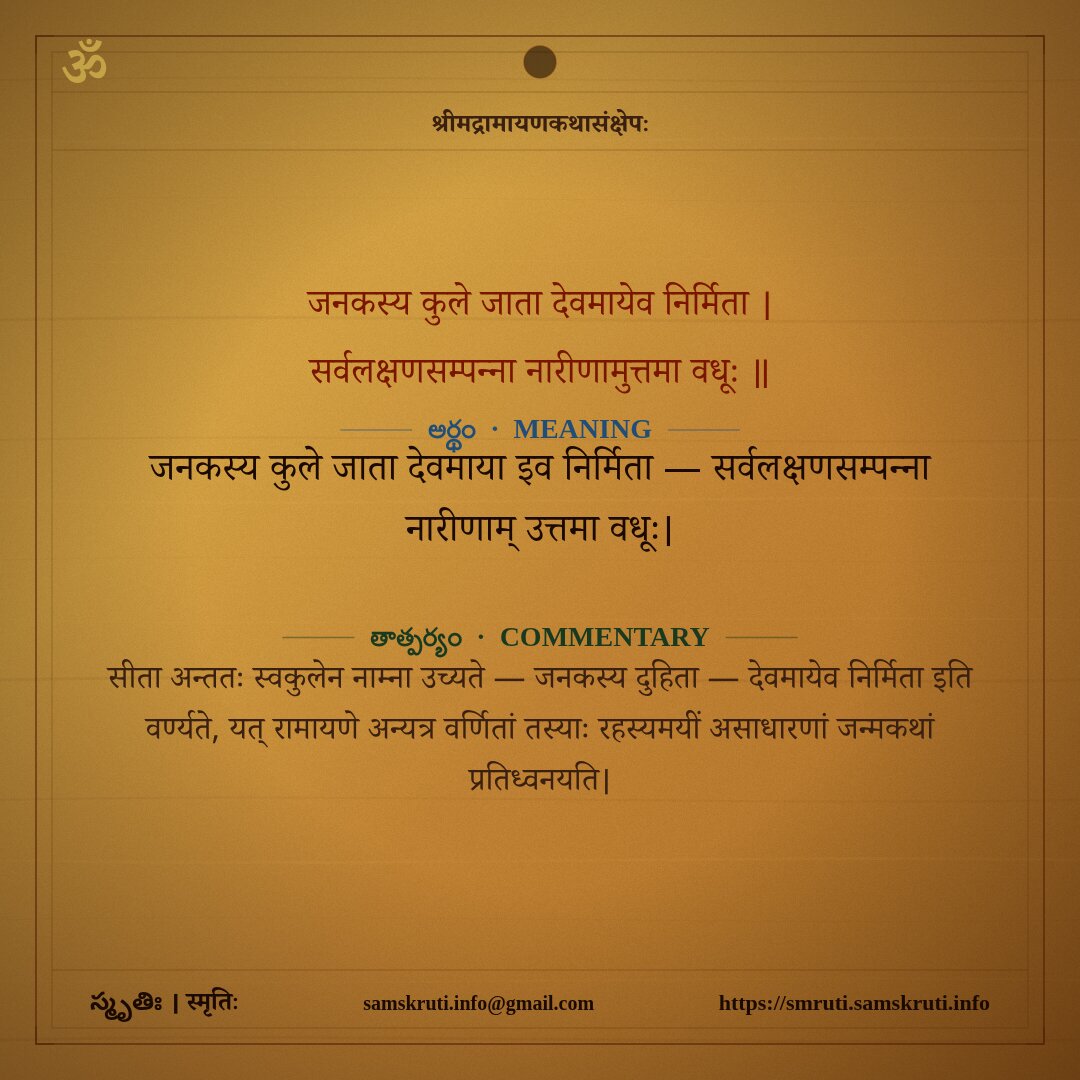 ॐ
श्रीमद्रामायणकथासंक्षेपः
जनकस्य कुले जाता देवमायेव निर्मिता |
सर्वलक्षणसम्पन्ना नारीणामुत्तमा वधूः ||
అర్థం · MEANING
जनकस्य कुले जाता देवमाया इव निर्मिता — सर्वलक्षणसम्पन्ना
नारीणाम् उत्तमा वधूः|
తాత్పర్యం · COMMENTARY
सीता अन्ततः स्वकुलेन नाम्ना उच्यते — जनकस्य दुहिता — देवमायेव निर्मिता इति
वर्ण्यते, यत् रामायणे अन्यत्र वर्णितां तस्याः रहस्यमयीं असाधारणां जन्मकथां
प्रतिध्वनयति|
స్మృతిః | स्मृतिः samskruti.info@gmail.com https://smruti.samskruti.info